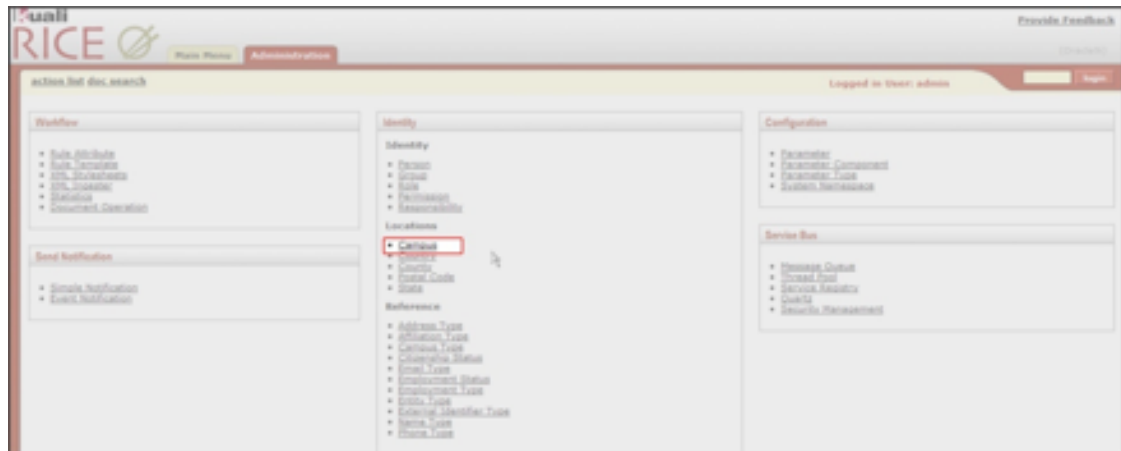 Kuali
RICE
Main Menu
Administration
Provide Feedback
action list doc search
Logged in User: admin
login
Workflow
Rule Attribute
Rule Template
XML Stylesheets
XML Ingester
Statistics
Document Operation
Send Notification
Simple Notification
Event Notification
Identity
Identity
Person
Group
Role
Permission
Responsibility
Locations
Campus
Country
County
Postal Code
State
Reference
Address Type
Affiliation Type
Campus Type
Citizenship Status
Email Type
Employment Status
Employment Type
Entity Type
External Identifier Type
Name Type
Phone Type
Configuration
Parameter
Parameter Component
Parameter Type
System Namespace
Service Bus
Message Queue
Thread Pool
Service Registry
Quartz
Security Management